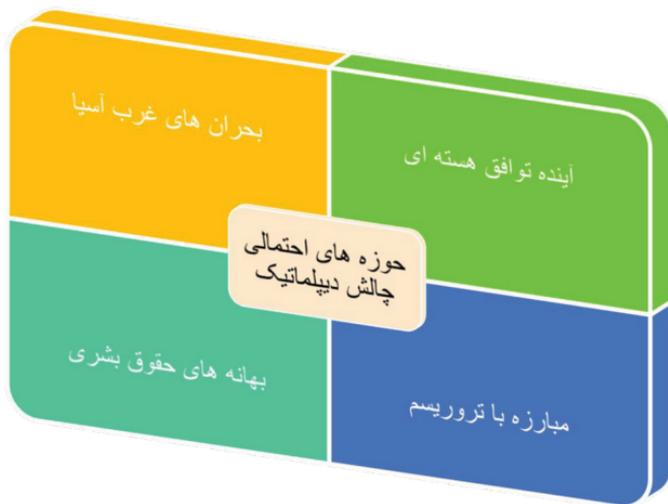 آینده توافق هسته ای
بحران های غرب آسیا
حوزه های احتمالی
چالش دیپلماتیک
مبارزه با تروریسم
بهانه های حقوق بشری